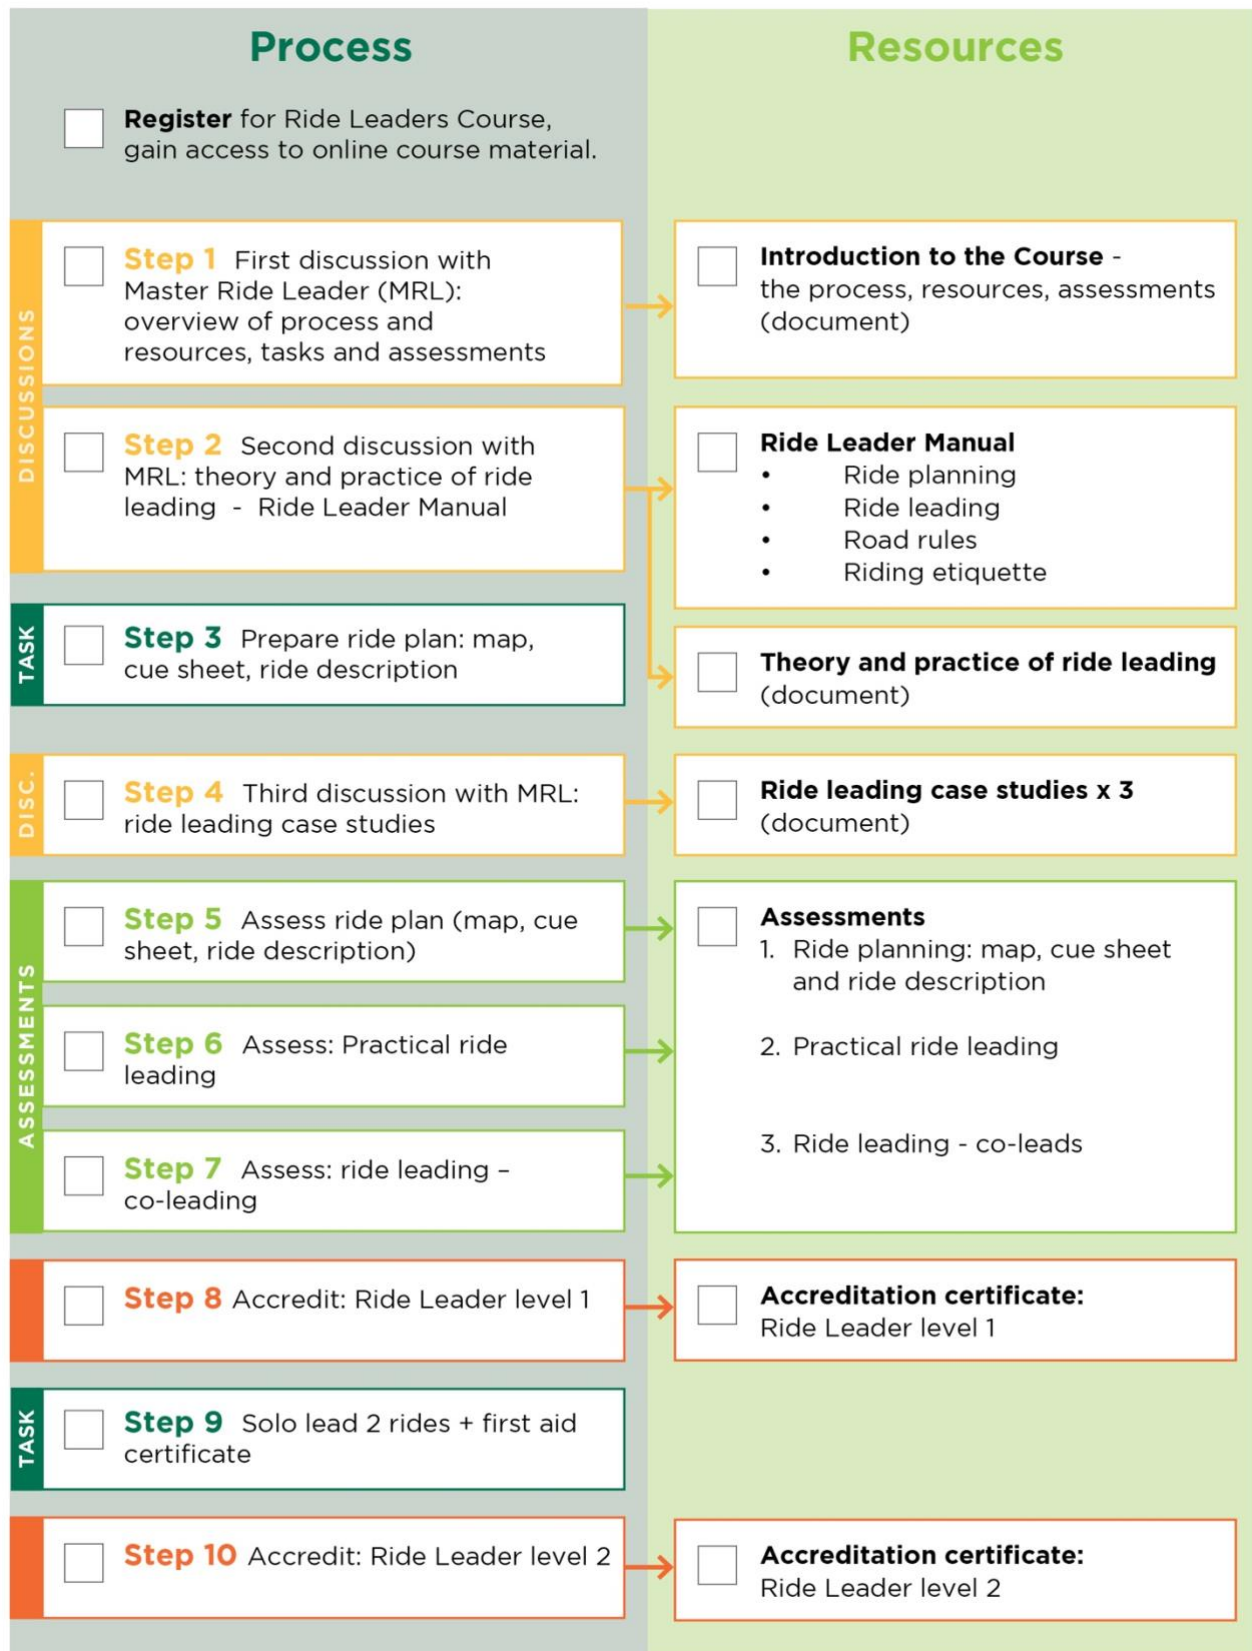 Process
Resources
Register for Ride Leaders Course,
gain access to online course material.
DISCUSSIONS
Step 1 First discussion with
Master Ride Leader (MRL):
overview of process and
resources, tasks and assessments
Introduction to the Course -
the process, resources, assessments
(document)
Step 2 Second discussion with
MRL: theory and practice of ride
leading - Ride Leader Manual
Ride Leader Manual
• Ride planning
• Ride leading
• Road rules
• Riding etiquette
TASK
Step 3 Prepare ride plan: map,
cue sheet, ride description
Theory and practice of ride leading
(document)
DISC.
Step 4 Third discussion with MRL:
ride leading case studies
Ride leading case studies x 3
(document)
ASSESSMENTS
Step 5 Assess ride plan (map, cue
sheet, ride description)
Step 6 Assess: Practical ride
leading
Step 7 Assess: ride leading –
co-leading
Assessments
1. Ride planning: map, cue sheet
and ride description
2. Practical ride leading
3. Ride leading - co-leads
Step 8 Accredit: Ride Leader level 1
Accreditation certificate:
Ride Leader level 1
TASK
Step 9 Solo lead 2 rides + first aid
certificate
Step 10 Accredit: Ride Leader level 2
Accreditation certificate:
Ride Leader level 2